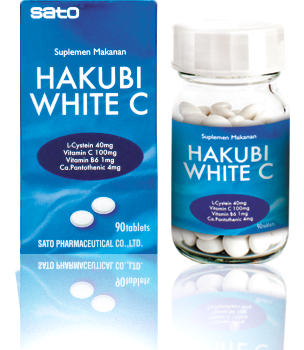 sato
Suplemen Makanan
HAKUBI
WHITE C
L-Cystein 40mg
Vitamin C 100mg
Vitamin B6 1mg
Ca.Pantothenic 4mg
90tablets
SATO PHARMACEUTICAL CO.,LTD.
Suplemen Makanan
HAKUBI
WHITE C
L-Cystein 40mg
Vitamin C 100mg
Vitamin B6 1mg
Ca.Pantothenic 4mg
90tablets